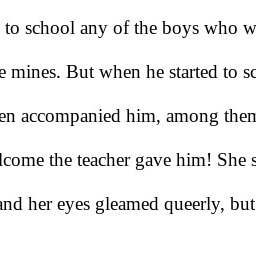 to school any of the boys who w
e mines. But when he started to sc
en accompanied him, among them
lcome the teacher gave him! She s
and her eyes gleamed queerly, but